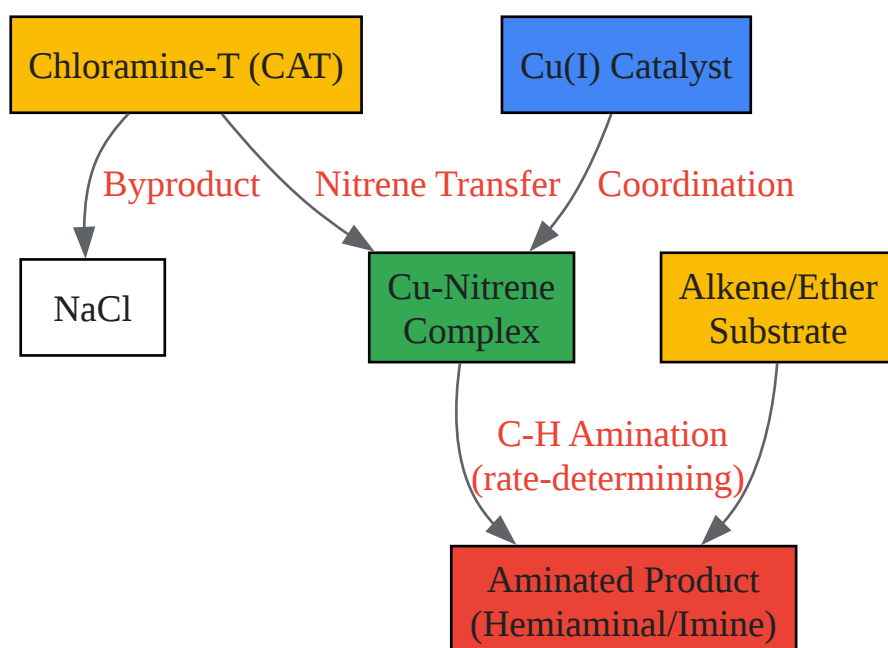 Chloramine-T (CAT)
Cu(I) Catalyst
Byproduct
Nitrene Transfer
Coordination
NaCl
Cu-Nitrene
Complex
Alkene/Ether
Substrate
C-H Amination
(rate-determining)
Aminated Product
(Hemiaminal/Imine)